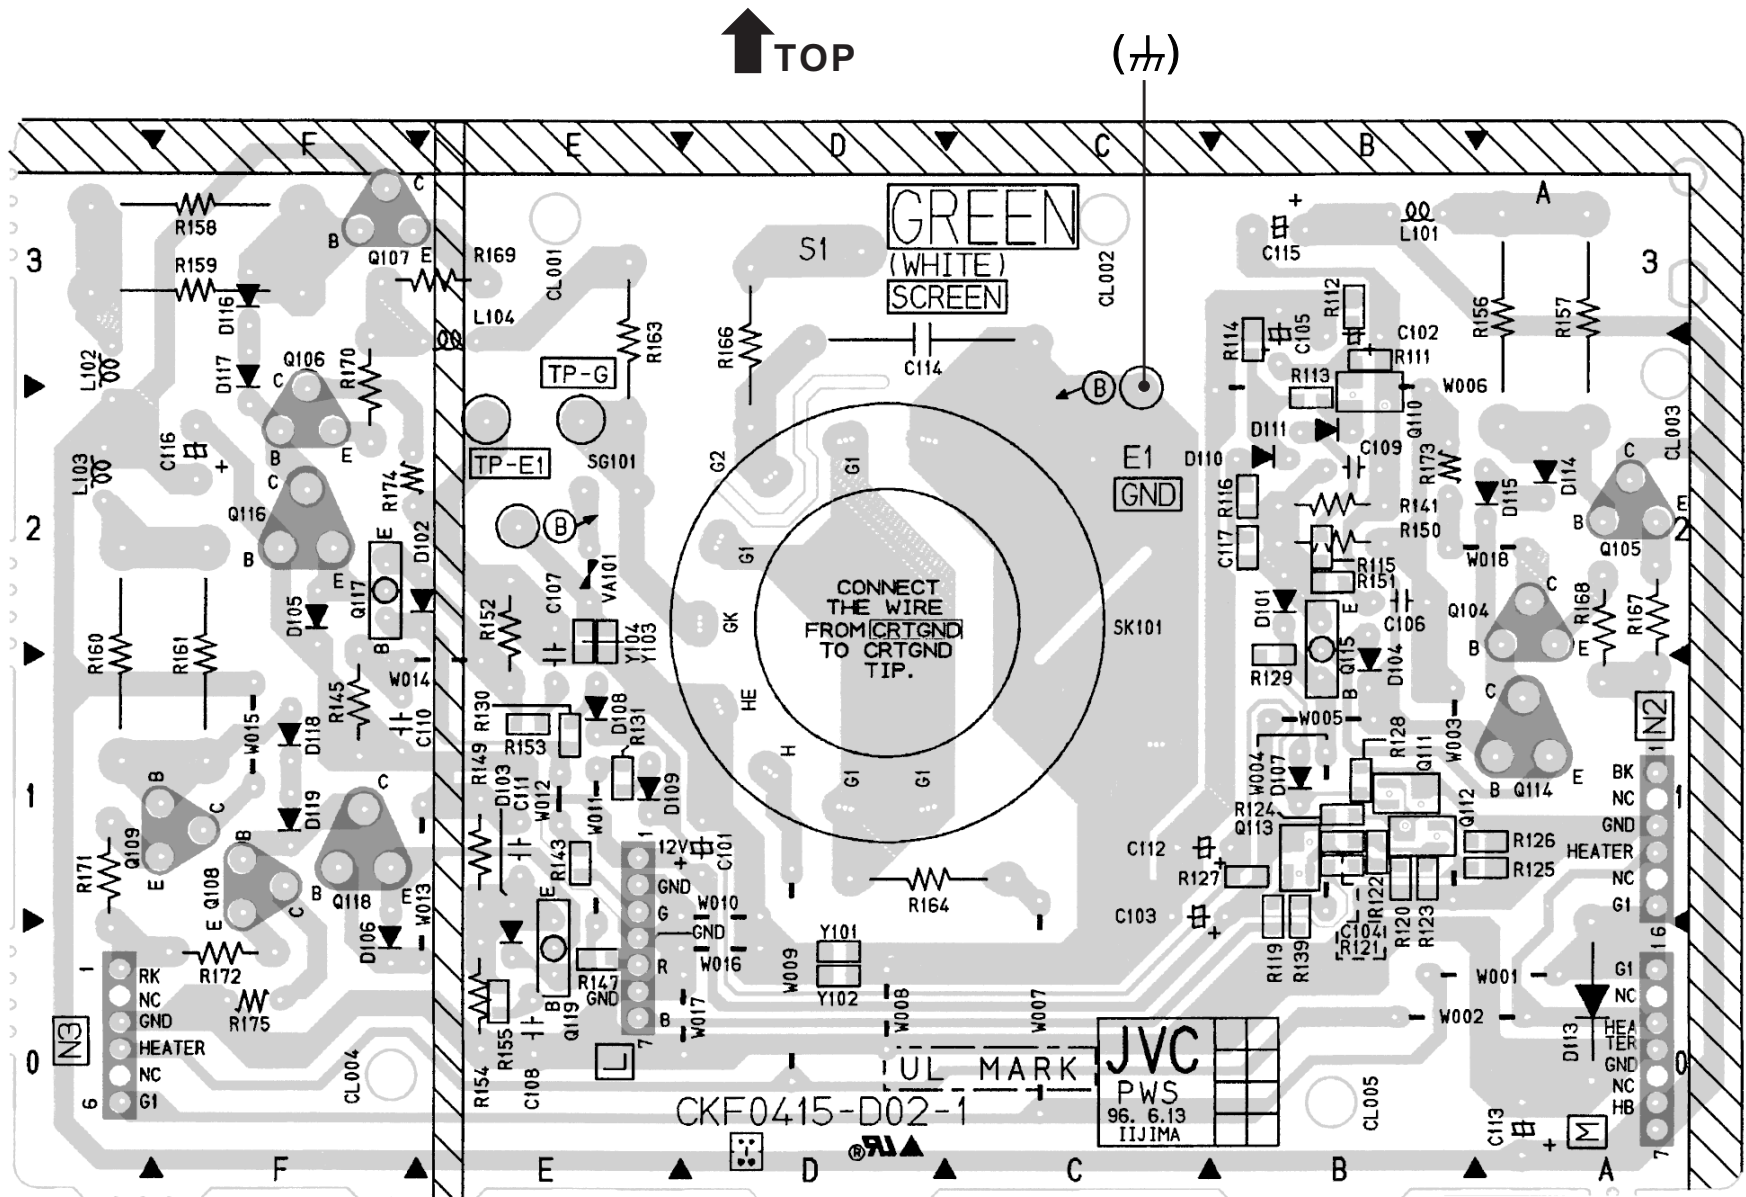 TOP
F E D C B A
R158
R159
3
C
B
E
Q107
R169
L104
CL001
S1
GREEN
(WHITE)
SCREEN
CL002
C115
+
L101
3
R156
R157
D116
D117
L102
Q106
C
B
E
R170
R163
R166
C114
TP-G
B
R112
R114
C105
C102
R111
R113
W006
Q110
D111
C109
D110
R173
CL003
C116
+
L103
TP-E1
SG101
G2
G1
E1
GND
R116
R141
D115
D114
C
B
E
Q105
Q116
C
B
E
R174
D102
2
2
E
Q117
B
B
C117
R150
R115
R151
W018
G1
C107
VA101
CONNECT
THE WIRE
FROM CRTGND
TO CRTGND
TIP.
GK
SK101
D101
E
Q115
B
C106
Q104
C
B
E
R168
R167
D105
R160
R161
R152
Y104
Y103
R129
D104
W014
R145
C110
W015
D118
R130
R153
D108
R131
HE
W005
R128
Q111
W003
C
B
E
Q114
N2
1
BK
NC
GND
HEATER
NC
G1
6
H
G1
G1
R149
D103
C111
W012
W011
D109
W004
D107
R124
Q113
Q112
1
1
B
C
E
Q109
D119
C
B
E
Q118
B
C
E
Q108
R171
W013
D106
R143
E
Q119
B
R147
1
12V
GND
G
GND
R
GND
B
7
+
C101
W010
W016
R164
C112
+
R127
R126
R125
R122
R120
R123
C103
+
R119
R139
C104
R121
R172
R175
N3
1
RK
NC
GND
HEATER
NC
G1
6
0
CL004
R154
R155
C108
L
W017
W009
Y101
Y102
W008
W007
UL MARK
JVC
PWS
96. 6.13
IIJIMA
CL005
W001
W002
D113
1
G1
NC
HEA
TER
GND
NC
HB
7
0
C113
+
M
CKF0415-D02-1
F E D C B A